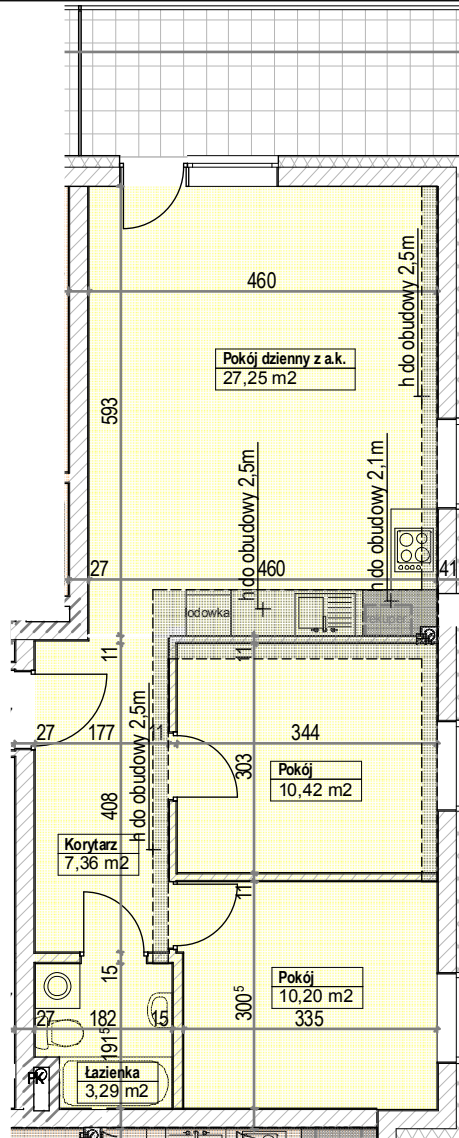 460
h do obudowy 2,5m
Pokój dzienny z a.k.
27,25 m2
593
h do obudowy 2,5m
h do obudowy 2,1m
27
460
41
lodowka
11
11
27
177
11
344
h do obudowy 2,5m
303
Pokój
10,42 m2
408
Korytarz
7,36 m2
11
15
Pokój
10,20 m2
300⁵
27
182
15
335
191⁵
Łazienka
3,29 m2
PK